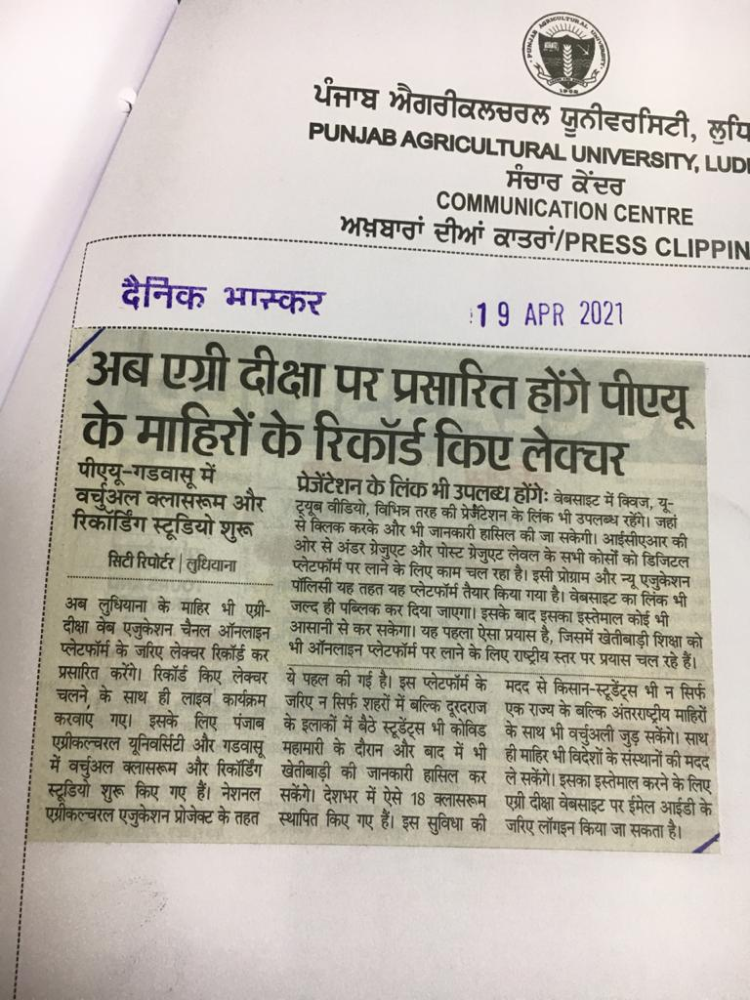 PUNJAB AGRICULTURAL UNIVERSITY
1962
ਪੰਜਾਬ ਐਗਰੀਕਲਚਰਲ ਯੂਨੀਵਰਸਿਟੀ, ਲੁਧਿ
PUNJAB AGRICULTURAL UNIVERSITY, LUDH
ਸੰਚਾਰ ਕੇਂਦਰ
COMMUNICATION CENTRE
ਅਖ਼ਬਾਰਾਂ ਦੀਆਂ ਕਾਤਰਾਂ/PRESS CLIPPIN
दैनिक भास्कर
19 APR 2021
अब एग्री दीक्षा पर प्रसारित होंगे पीएयू
के माहिरों के रिकॉर्ड किए लेक्चर
पीएयू-गडवासू में
वर्चुअल क्लासरूम और
रिकॉर्डिंग स्टूडियो शुरू
सिटी रिपोर्टर | लुधियाना
अब लुधियाना के माहिर भी एग्री-
दीक्षा वेब एजुकेशन चैनल ऑनलाइन
प्लेटफॉर्म के जरिए लेक्चर रिकॉर्ड कर
प्रसारित करेंगे। रिकॉर्ड किए लेक्चर
चलने के साथ ही लाइव कार्यक्रम
करवाए गए। इसके लिए पंजाब
एग्रीकल्चरल यूनिवर्सिटी और गडवासू
में वर्चुअल क्लासरूम और रिकॉर्डिंग
स्टूडियो शुरू किए गए हैं। नेशनल
एग्रीकल्चरल एजुकेशन प्रोजेक्ट के तहत
प्रेजेंटेशन के लिंक भी उपलब्ध होंगे: वेबसाइट में क्विज, यू-
ट्यूब वीडियो, विभिन्न तरह की प्रेजेंटेशन के लिंक भी उपलब्ध रहेंगे। जहां
से क्लिक करके और भी जानकारी हासिल की जा सकेगी। आईसीएआर की
ओर से अंडर ग्रेजुएट और पोस्ट ग्रेजुएट लेवल के सभी कोर्सों को डिजिटल
प्लेटफॉर्म पर लाने के लिए काम चल रहा है। इसी प्रोग्राम और न्यू एजुकेशन
पॉलिसी यह तहत यह प्लेटफॉर्म तैयार किया गया है। वेबसाइट का लिंक भी
जल्द ही पब्लिक कर दिया जाएगा। इसके बाद इसका इस्तेमाल कोई भी
आसानी से कर सकेगा। यह पहला ऐसा प्रयास है, जिसमें खेतीबाड़ी शिक्षा को
भी ऑनलाइन प्लेटफॉर्म पर लाने के लिए राष्ट्रीय स्तर पर प्रयास चल रहे हैं।
ये पहल की गई है। इस प्लेटफॉर्म के
जरिए न सिर्फ शहरों में बल्कि दूरदराज
के इलाकों में बैठे स्टूडेंट्स भी कोविड
महामारी के दौरान और बाद में भी
खेतीबाड़ी की जानकारी हासिल कर
सकेंगे। देशभर में ऐसे 18 क्लासरूम
स्थापित किए गए हैं। इस सुविधा की
मदद से किसान-स्टूडेंट्स भी न सिर्फ
एक राज्य के बल्कि अंतरराष्ट्रीय माहिरों
के साथ भी वर्चुअली जुड़ सकेंगे। साथ
ही माहिर भी विदेशों के संस्थानों की मदद
ले सकेंगे। इसका इस्तेमाल करने के लिए
एग्री दीक्षा वेबसाइट पर ईमेल आईडी के
जरिए लॉगइन किया जा सकता है।